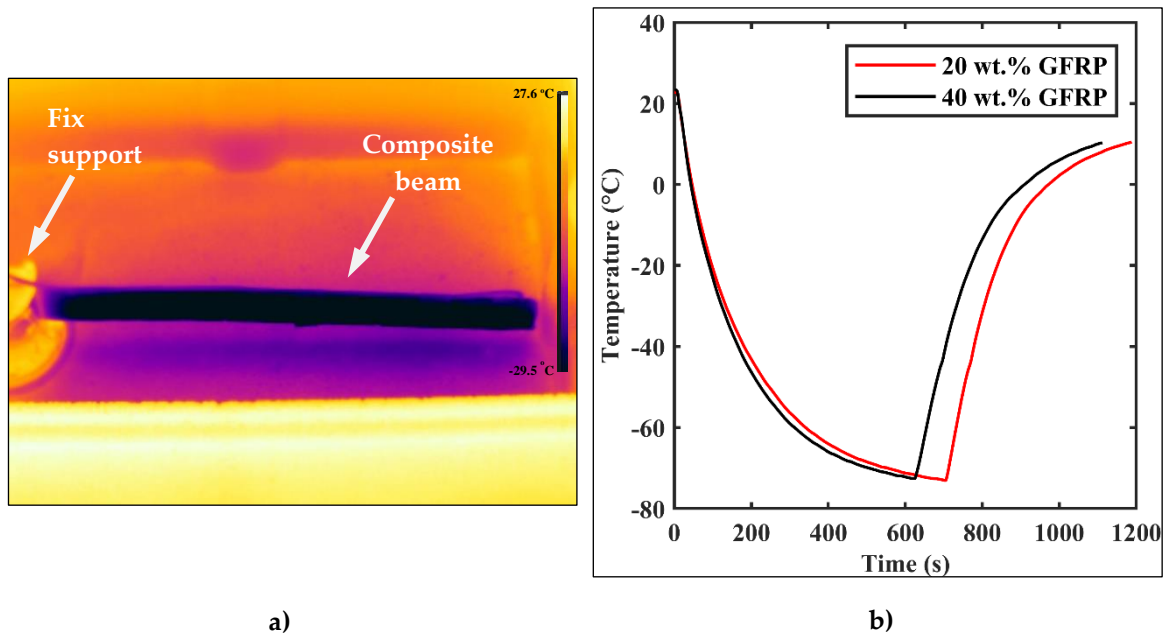 27.6 °C
Fix
support
Composite
beam
-29.5 °C
a)
20 wt.% GFRP
40 wt.% GFRP
40
20
0
-20
-40
-60
-80
Temperature (°C)
0 200 400 600 800 1000 1200
Time (s)
b)